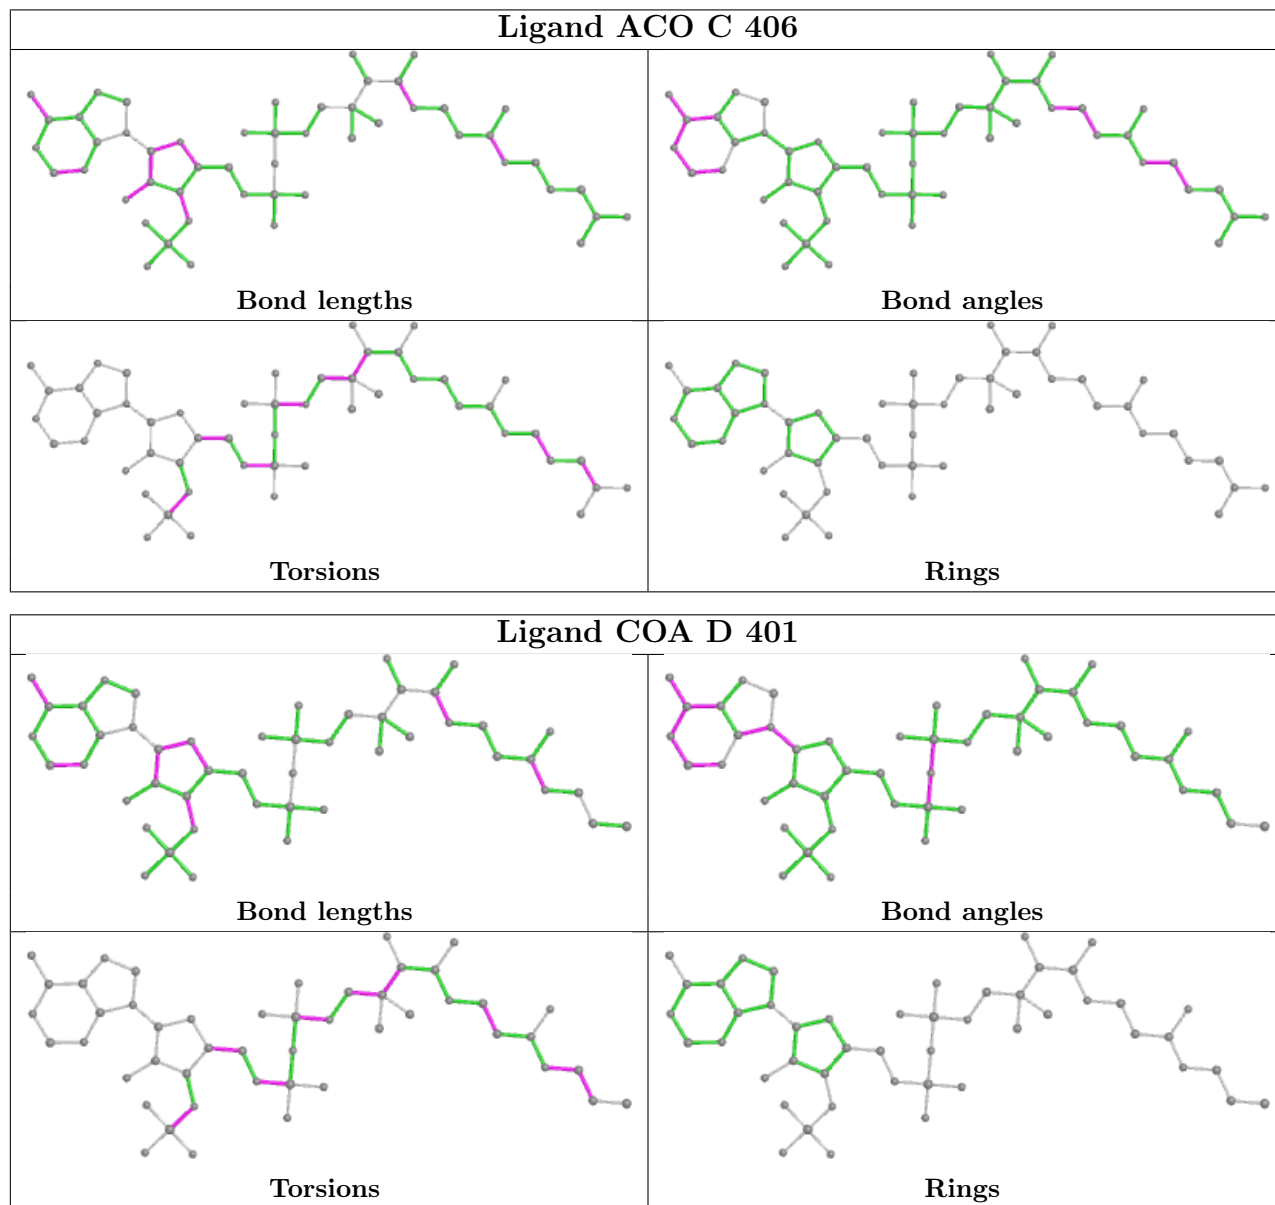 Ligand ACO C 406
Bond lengths
Bond angles
Torsions
Rings
Ligand COA D 401
Bond lengths
Bond angles
Torsions
Rings